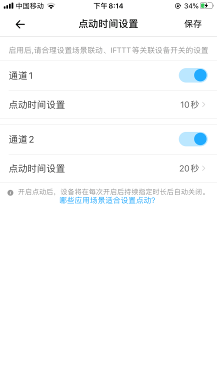 中国移动 下午8:14 34%
点动时间设置 保存
启用后,请合理设置场景联动、IFTTT等关联设备开关的设置
通道1
点动时间设置 10秒
通道2
点动时间设置 20秒
开启点动后，设备将在每次开启后持续指定时长后自动关闭。
哪些应用场景适合设置点动?